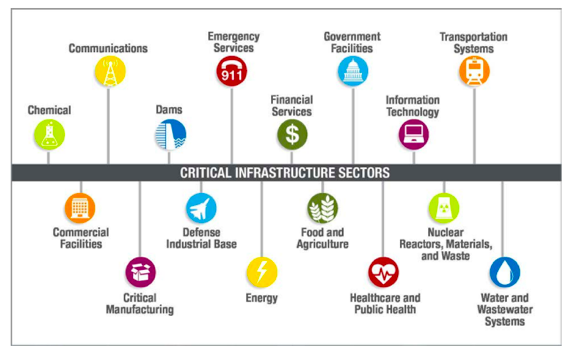 Communications
Emergency
Services
911
Government
Facilities
Transportation
Systems
Chemical
Dams
Financial
Services
$
Information
Technology
CRITICAL INFRASTRUCTURE SECTORS
Commercial
Facilities
Defense
Industrial Base
Food and
Agriculture
Nuclear
Reactors, Materials,
and Waste
Critical
Manufacturing
Energy
Healthcare and
Public Health
Water and
Wastewater
Systems